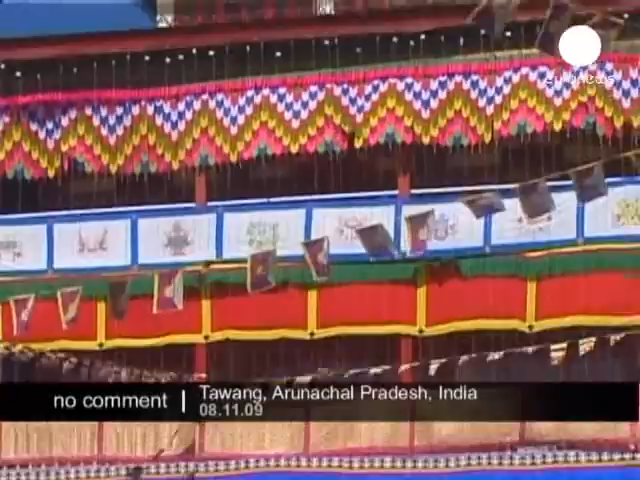 euronews
no comment
Tawang, Arunachal Pradesh, India
08.11.09